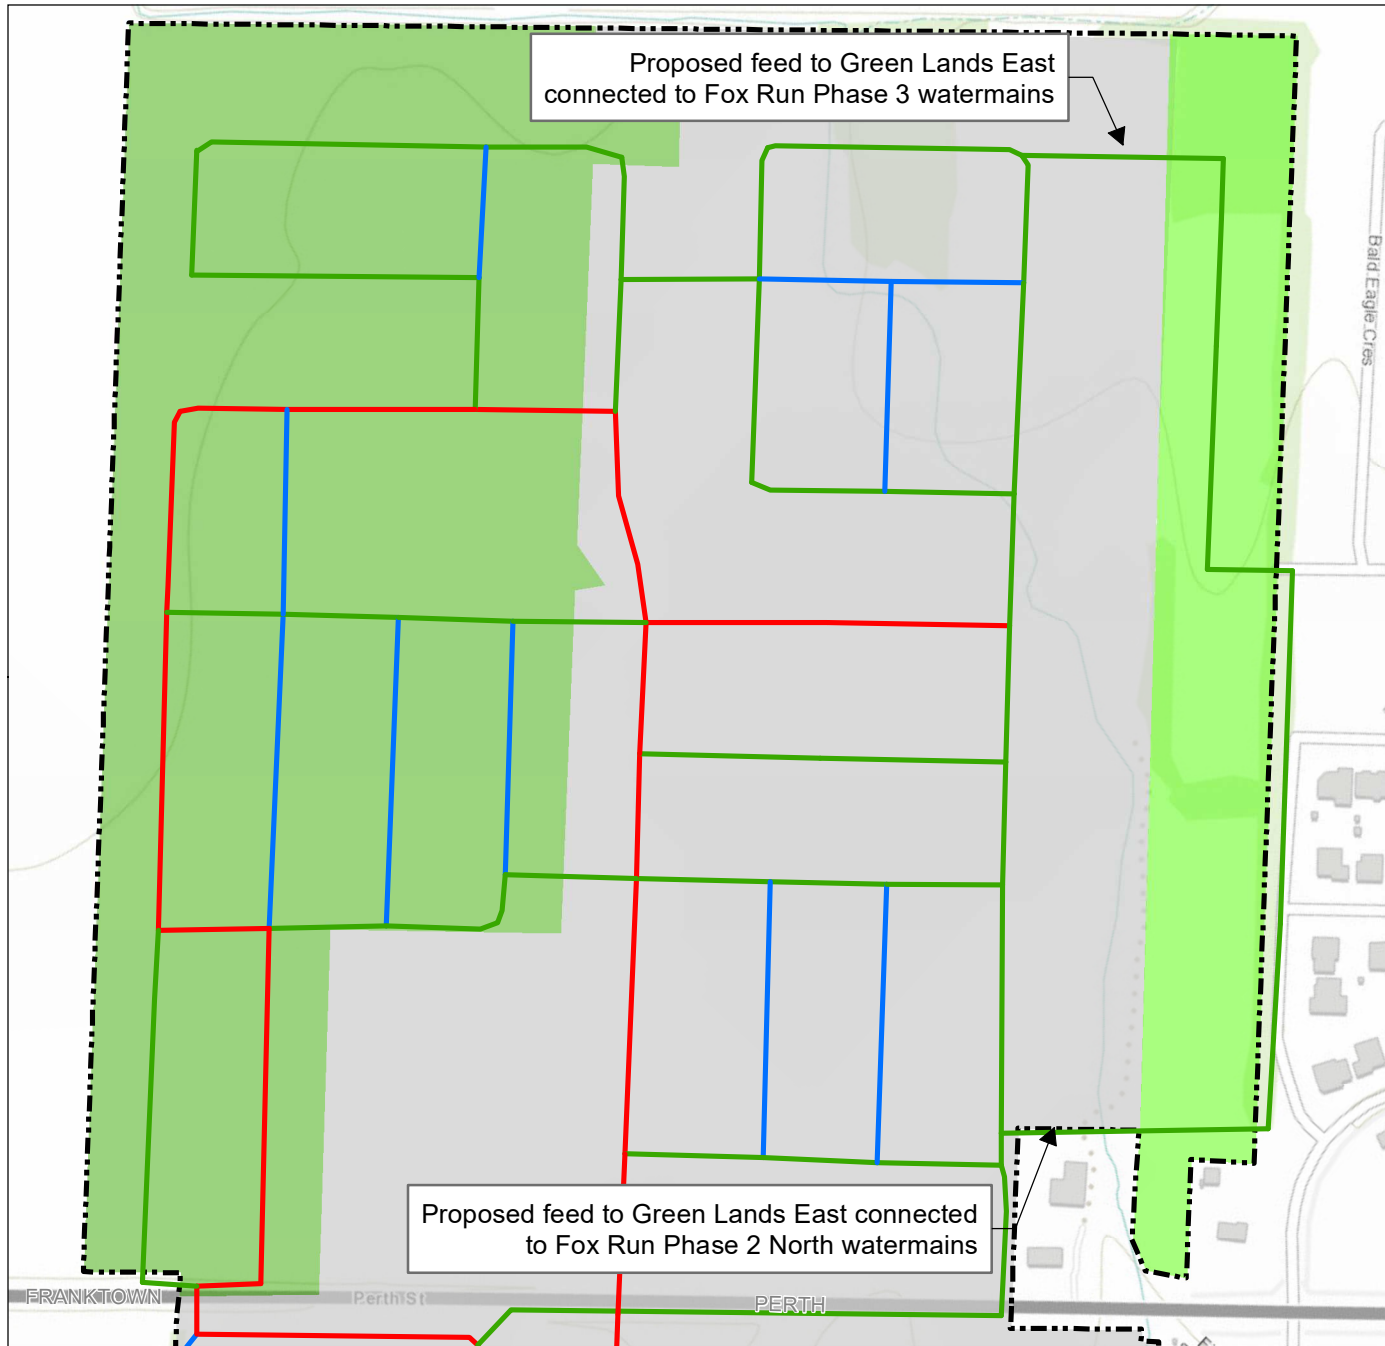 Proposed feed to Green Lands East
connected to Fox Run Phase 3 watermains
Bald Eagle Cres
Proposed feed to Green Lands East connected
to Fox Run Phase 2 North watermains
FRANKTOWN
Perth St
PERTH